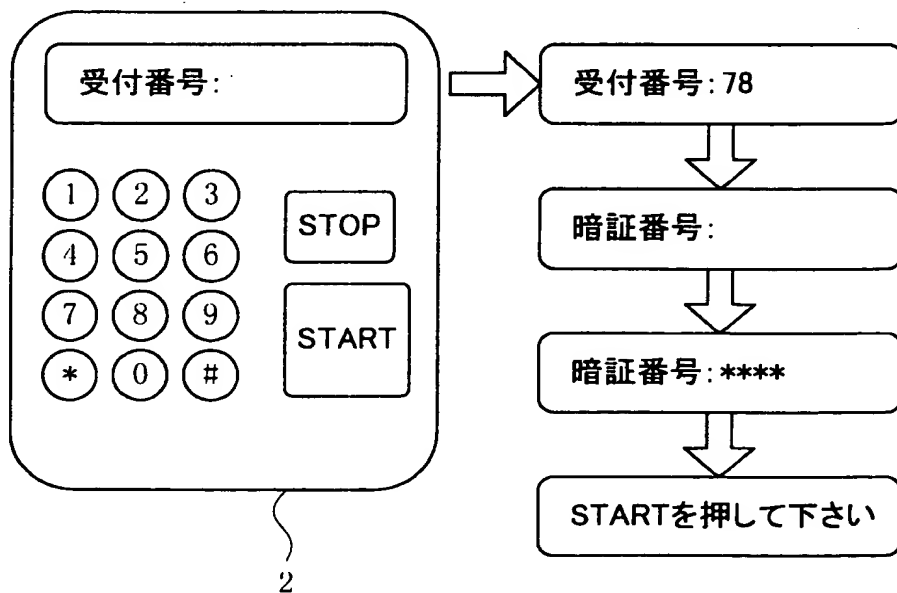 受付番号:
1 2 3
4 5 6
7 8 9
* 0 #
STOP
START
2
受付番号:78
暗証番号:
暗証番号:****
STARTを押して下さい